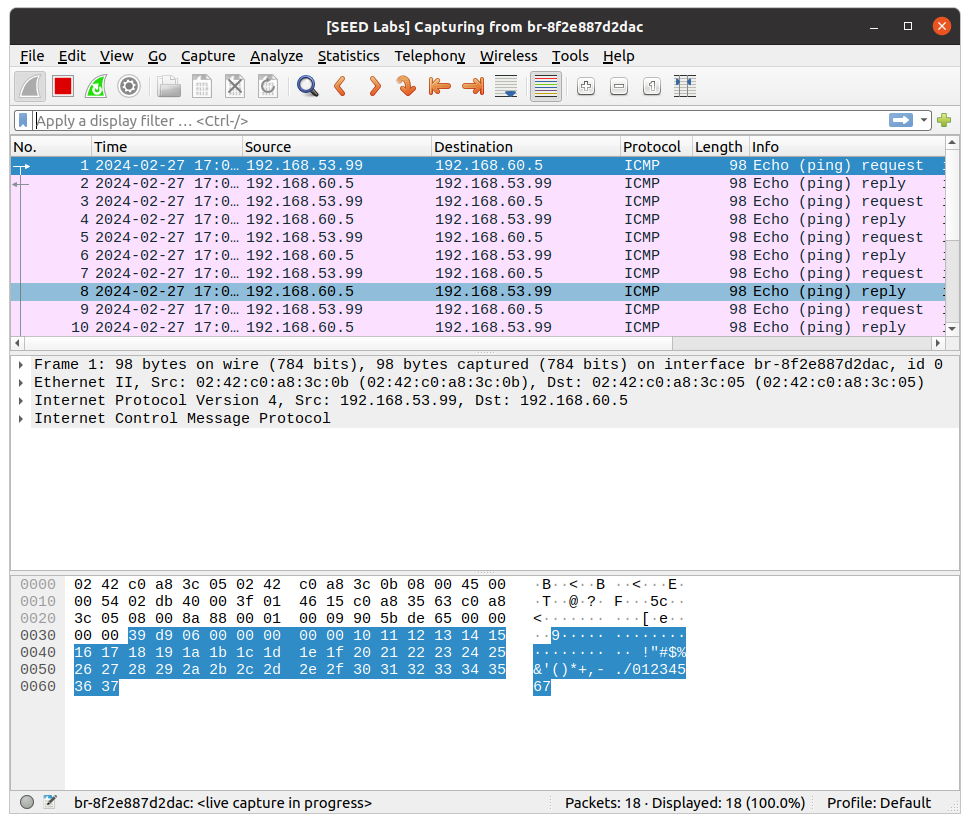 [SEED Labs] Capturing from br-8f2e887d2dac
File Edit View Go Capture Analyze Statistics Telephony Wireless Tools Help
Apply a display filter … <Ctrl-/>
No. Time Source Destination Protocol Length Info
1 2024-02-27 17:0… 192.168.53.99 192.168.60.5 ICMP 98 Echo (ping) request
2 2024-02-27 17:0… 192.168.60.5 192.168.53.99 ICMP 98 Echo (ping) reply
3 2024-02-27 17:0… 192.168.53.99 192.168.60.5 ICMP 98 Echo (ping) request
4 2024-02-27 17:0… 192.168.60.5 192.168.53.99 ICMP 98 Echo (ping) reply
5 2024-02-27 17:0… 192.168.53.99 192.168.60.5 ICMP 98 Echo (ping) request
6 2024-02-27 17:0… 192.168.60.5 192.168.53.99 ICMP 98 Echo (ping) reply
7 2024-02-27 17:0… 192.168.53.99 192.168.60.5 ICMP 98 Echo (ping) request
8 2024-02-27 17:0… 192.168.60.5 192.168.53.99 ICMP 98 Echo (ping) reply
9 2024-02-27 17:0… 192.168.53.99 192.168.60.5 ICMP 98 Echo (ping) request
10 2024-02-27 17:0… 192.168.60.5 192.168.53.99 ICMP 98 Echo (ping) reply
Frame 1: 98 bytes on wire (784 bits), 98 bytes captured (784 bits) on interface br-8f2e887d2dac, id 0
Ethernet II, Src: 02:42:c0:a8:3c:0b (02:42:c0:a8:3c:0b), Dst: 02:42:c0:a8:3c:05 (02:42:c0:a8:3c:05)
Internet Protocol Version 4, Src: 192.168.53.99, Dst: 192.168.60.5
Internet Control Message Protocol
0000 02 42 c0 a8 3c 05 02 42 c0 a8 3c 0b 08 00 45 00 ·B··<··B ··<···E·
0010 00 54 02 db 40 00 3f 01 46 15 c0 a8 35 63 c0 a8 ·T··@·?· F···5c··
0020 3c 05 08 00 8a 88 00 01 00 09 90 5b de 65 00 00 <······· ···[·e··
0030 00 00 39 d9 06 00 00 00 00 00 10 11 12 13 14 15 ··9····· ········
0040 16 17 18 19 1a 1b 1c 1d 1e 1f 20 21 22 23 24 25 ········ ·· !"#$%
0050 26 27 28 29 2a 2b 2c 2d 2e 2f 30 31 32 33 34 35 &'()*+,- ./012345
0060 36 37 67
br-8f2e887d2dac: <live capture in progress> Packets: 18 · Displayed: 18 (100.0%) Profile: Default